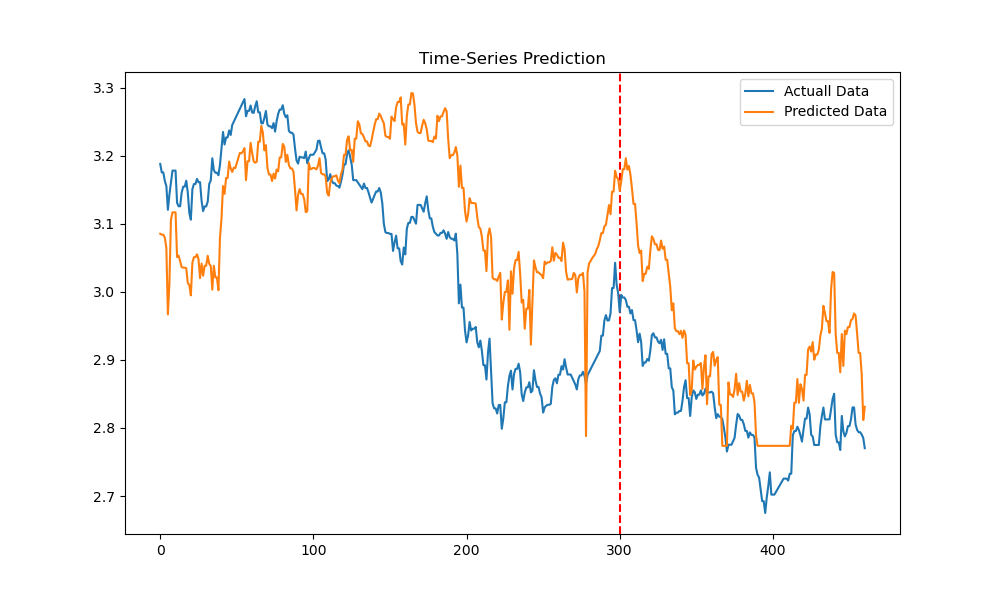 Time-Series Prediction
Actuall Data
Predicted Data
3.3
3.2
3.1
3.0
2.9
2.8
2.7
0 100 200 300 400